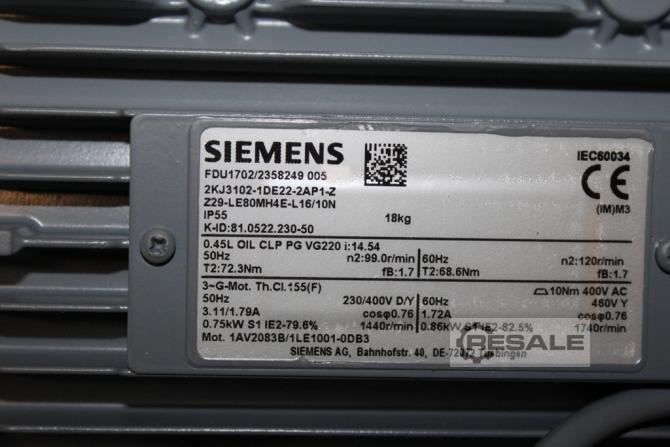 SIEMENS
IEC60034
FDU1702/2358249 005
2KJ3102-1DE22-2AP1-Z
Z29-LE80MH4E-L16/10N
CE
IP55 18kg (IM)M3
K-ID:81.0522.230-50
0.45L OIL CLP PG VG220 i:14.54
50Hz n2:99.0r/min 60Hz n2:120r/min
T2:72.3Nm fB:1.7 T2:68.6Nm fB:1.7
3~G-Mot. Th.Cl.155(F) 10Nm 400V AC
50Hz 230/400V D/Y 60Hz 460V Y
3.11/1.79A cosφ0.76 1.72A cosφ0.76
0.75kW S1 IE2-79.6% 1440r/min 0.86kW S1 IE2-82.5% 1740r/min
Mot. 1AV2083B/1LE1001-0DB3
SIEMENS AG, Bahnhofstr. 40, DE-72072 Tuebingen
RESALE